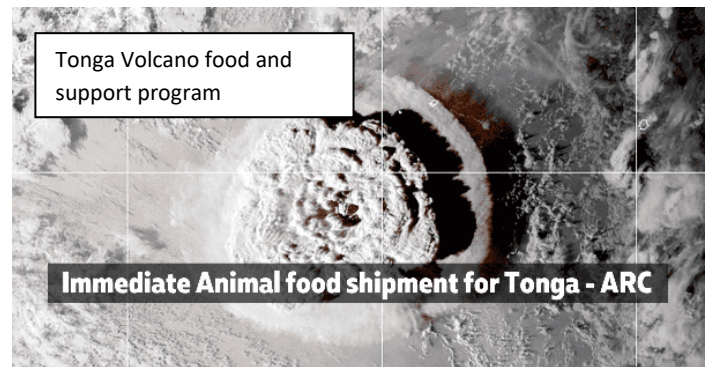 Tonga Volcano food and
support program
Immediate Animal food shipment for Tonga - ARC